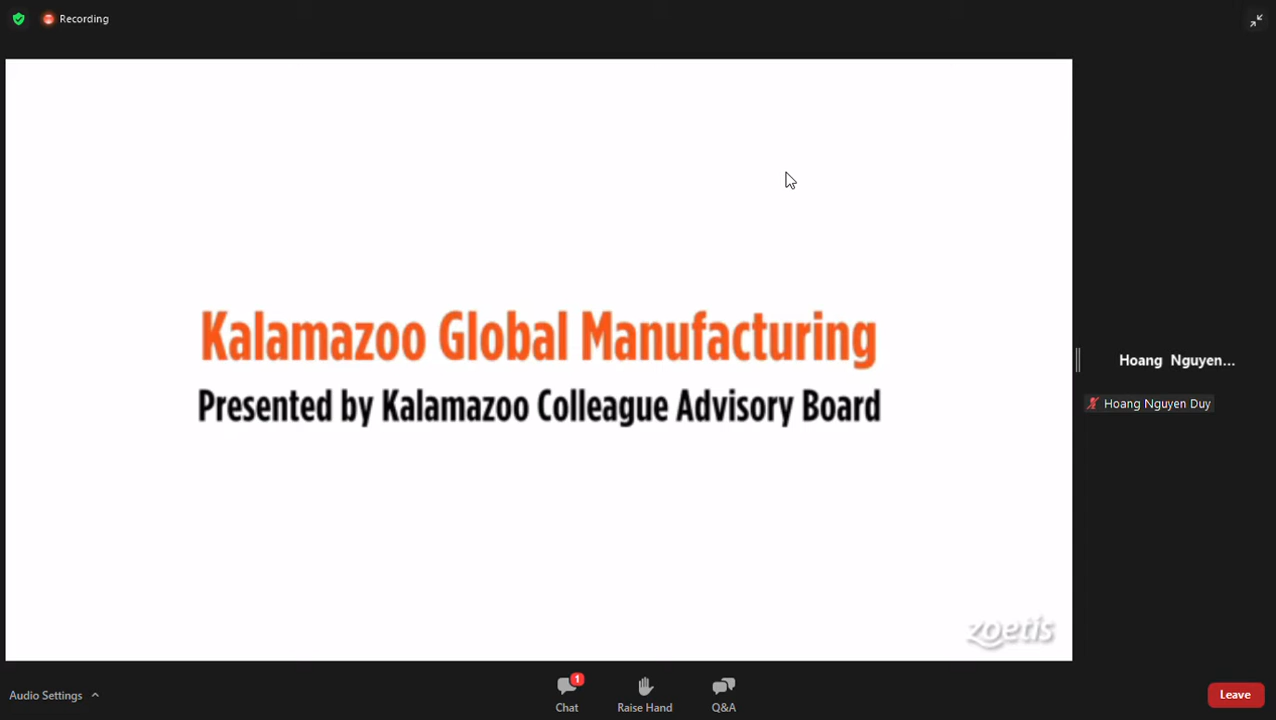 Recording
Kalamazoo Global Manufacturing
Presented by Kalamazoo Colleague Advisory Board
Hoang Nguyen...
Hoang Nguyen Duy
zoetis
Audio Settings
1
Chat
Raise Hand
Q&A
Leave